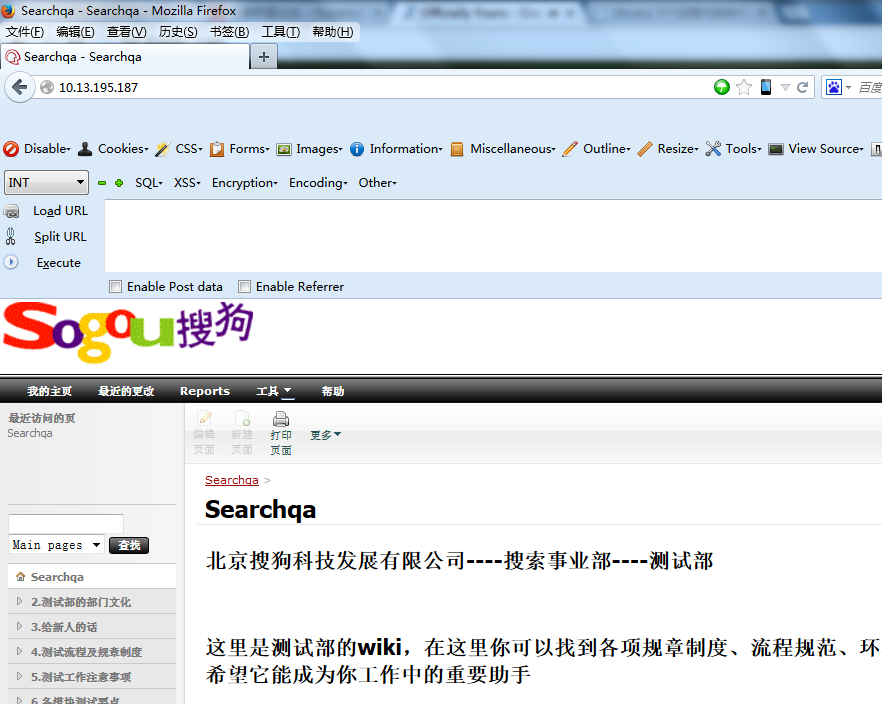 Searchqa - Searchqa - Mozilla Firefox
文件(F) 编辑(E) 查看(V) 历史(S) 书签(B) 工具(T) 帮助(H)
Searchqa - Searchqa
10.13.195.187
百度
Disable Cookies CSS Forms Images Information Miscellaneous Outline Resize Tools View Source
INT SQL XSS Encryption Encoding Other
Load URL
Split URL
Execute
Enable Post data Enable Referrer
Sogou搜狗
我的主页 最近的更改 Reports 工具 帮助
最近访问的页
Searchqa
编辑页面 新建页面 打印页面 更多
Searchqa >
Searchqa
Main pages 查找
北京搜狗科技发展有限公司----搜索事业部----测试部
Searchqa
2.测试部的部门文化
3.给新人的话
4.测试流程及规章制度
5.测试工作注意事项
6.各模块测试要点
这里是测试部的wiki，在这里你可以找到各项规章制度、流程规范、环
希望它能成为你工作中的重要助手